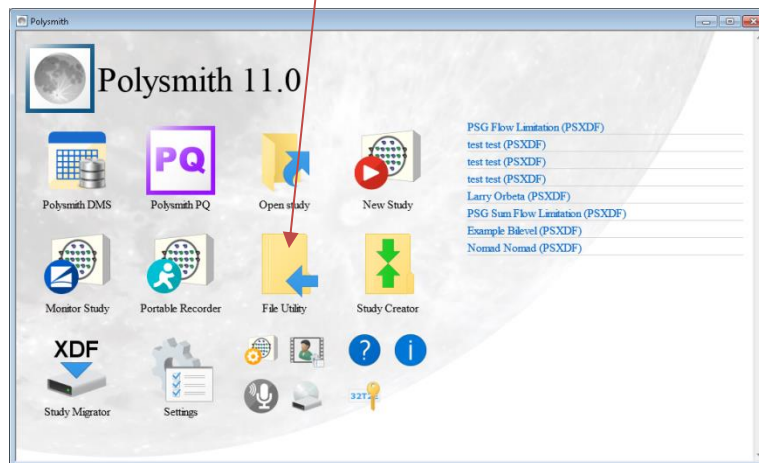 Polysmith
Polysmith 11.0
PSG Flow Limitation (PSXDF)
test test (PSXDF)
test test (PSXDF)
test test (PSXDF)
Larry Orbeta (PSXDF)
PSG Sum Flow Limitation (PSXDF)
Example Bilevel (PSXDF)
Nomad Nomad (PSXDF)
PQ
Polysmith DMS
Polysmith PQ
Open study
New Study
Monitor Study
Portable Recorder
File Utility
Study Creator
XDF
Study Migrator
Settings